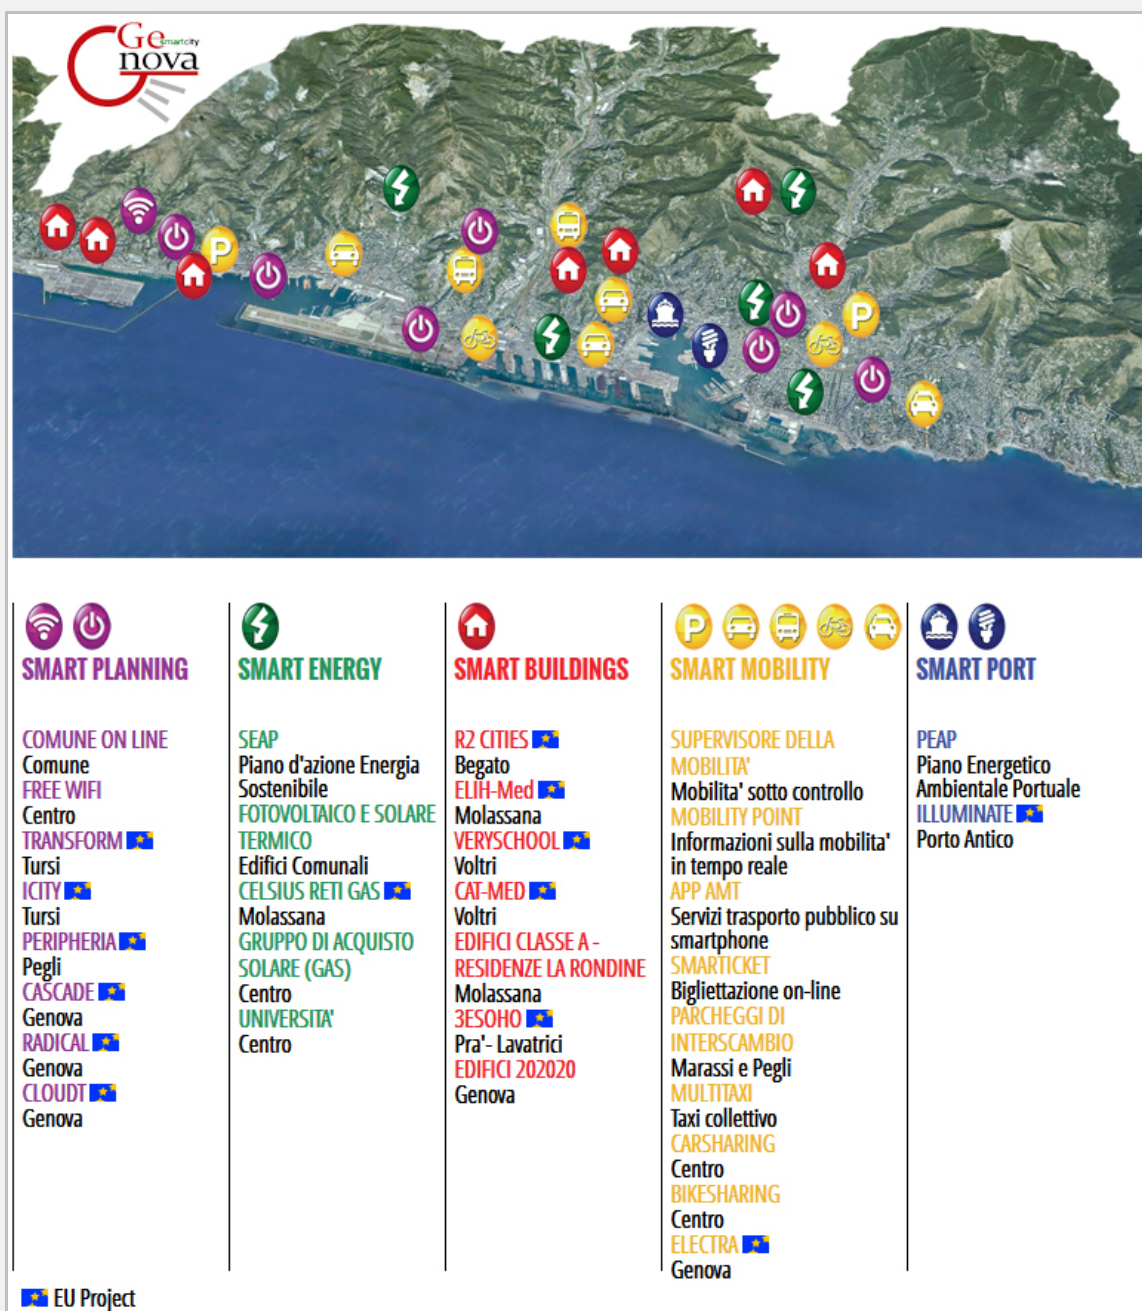 Ge
smartcity
nova
P
P
P
SMART PLANNING
COMUNE ON LINE
Comune
FREE WIFI
Centro
TRANSFORM
Tursi
ICITY
Tursi
PERIPHERIA
Pegli
CASCADE
Genova
RADICAL
Genova
CLOUDT
Genova
SMART ENERGY
SEAP
Piano d'azione Energia
Sostenibile
FOTOVOLTAICO E SOLARE
TERMICO
Edifici Comunali
CELSIUS RETI GAS
Molassana
GRUPPO DI ACQUISTO
SOLARE (GAS)
Centro
UNIVERSITA'
Centro
SMART BUILDINGS
R2 CITIES
Begato
ELIH-Med
Molassana
VERYSCHOOL
Voltri
CAT-MED
Voltri
EDIFICI CLASSE A -
RESIDENZE LA RONDINE
Molassana
3ESOHO
Pra'- Lavatrici
EDIFICI 202020
Genova
SMART MOBILITY
SUPERVISORE DELLA
MOBILITA'
Mobilita' sotto controllo
MOBILITY POINT
Informazioni sulla mobilita'
in tempo reale
APP AMT
Servizi trasporto pubblico su
smartphone
SMARTICKET
Bigliettazione on-line
PARCHEGGI DI
INTERSCAMBIO
Marassi e Pegli
MULTITAXI
Taxi collettivo
CARSHARING
Centro
BIKESHARING
Centro
ELECTRA
Genova
SMART PORT
PEAP
Piano Energetico
Ambientale Portuale
ILLUMINATE
Porto Antico
EU Project